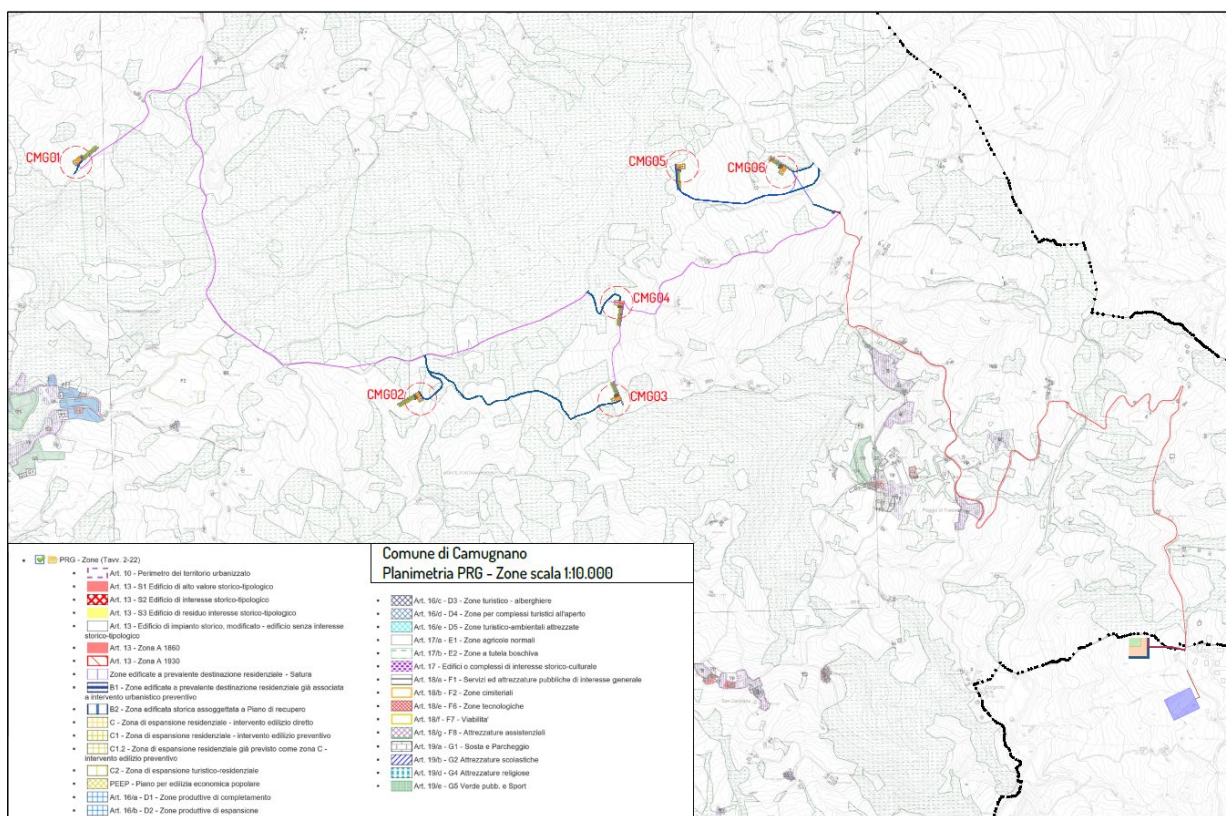 CMG01
CMG05
CMG06
CMG04
CMG02
CMG03
Comune di Camugnano
Planimetria PRG - Zone scala 1:10.000
PRG - Zone (Tavv. 2-22)
Art. 10 - Perimetro del territorio urbanizzato
Art. 13 - S1 Edificio di alto valore storico-tipologico
Art. 13 - S2 Edificio di interesse storico-tipologico
Art. 13 - S3 Edificio di residuo interesse storico-tipologico
Art. 13 - Edificio di impianto storico, modificato - edificio senza interesse
storico-tipologico
Art. 13 - Zona A 1860
Art. 13 - Zona A 1930
Zone edificate a prevalente destinazione residenziale - Satura
B1 - Zone edificata a prevalente destinazione residenziale già associata
a intervento urbanistico preventivo
B2 - Zona edificata storica assoggettata a Piano di recupero
C - Zona di espansione residenziale - intervento edilizio diretto
C1 - Zona di espansione residenziale - intervento edilizio preventivo
C1.2 - Zona di espansione residenziale già previsto come zona C -
intervento edilizio preventivo
C2 - Zona di espansione turistico-residenziale
PEEP - Piano per edilizia economica popolare
Art. 16/a - D1 - Zone produttive di completamento
Art. 16/b - D2 - Zone produttive di espansione
Art. 16/c - D3 - Zone turistico - alberghiere
Art. 16/d - D4 - Zone per complessi turistici all'aperto
Art. 16/e - D5 - Zone turistico-ambientali attrezzate
Art. 17/a - E1 - Zone agricole normali
Art. 17/b - E2 - Zone a tutela boschiva
Art. 17 - Edifici o complessi di interesse storico-culturale
Art. 18/a - F1 - Servizi ed attrezzature pubbliche di interesse generale
Art. 18/b - F2 - Zone cimiteriali
Art. 18/e - F6 - Zone tecnologiche
Art. 18/f - F7 - Viabilita'
Art. 18/g - F8 - Attrezzature assistenziali
Art. 19/a - G1 - Sosta e Parcheggio
Art. 19/b - G2 Attrezzature scolastiche
Art. 19/d - G4 Attrezzature religiose
Art. 19/e - G5 Verde pubb. e Sport